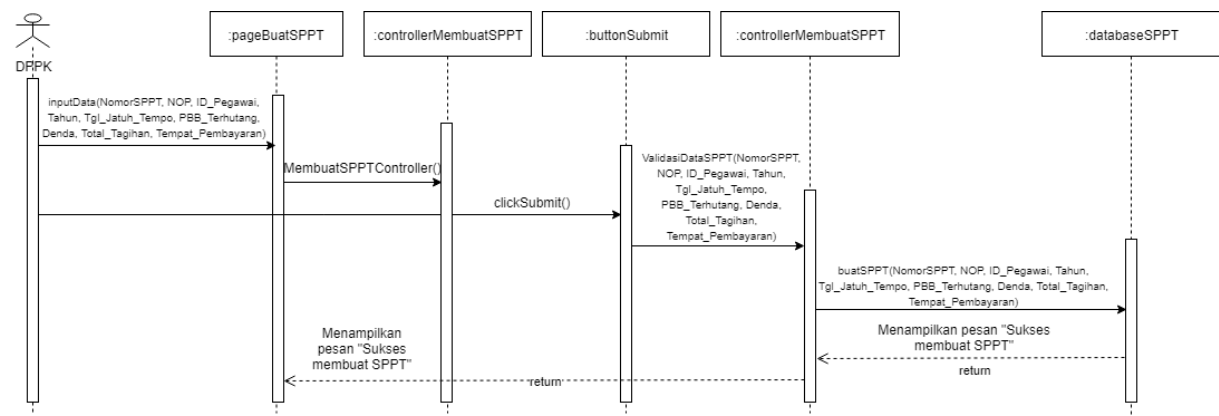 :pageBuatSPPT
:controllerMembuatSPPT
:buttonSubmit
:controllerMembuatSPPT
:databaseSPPT
DPPK
inputData(NomorSPPT, NOP, ID_Pegawai,
Tahun, Tgl_Jatuh_Tempo, PBB_Terhutang,
Denda, Total_Tagihan, Tempat_Pembayaran)
MembuatSPPTController()
clickSubmit()
ValidasiDataSPPT(NomorSPPT,
NOP, ID_Pegawai, Tahun,
Tgl_Jatuh_Tempo,
PBB_Terhutang, Denda,
Total_Tagihan,
Tempat_Pembayaran)
buatSPPT(NomorSPPT, NOP, ID_Pegawai, Tahun,
Tgl_Jatuh_Tempo, PBB_Terhutang, Denda, Total_Tagihan,
Tempat_Pembayaran)
Menampilkan pesan "Sukses
membuat SPPT"
return
Menampilkan
pesan "Sukses
membuat SPPT"
return